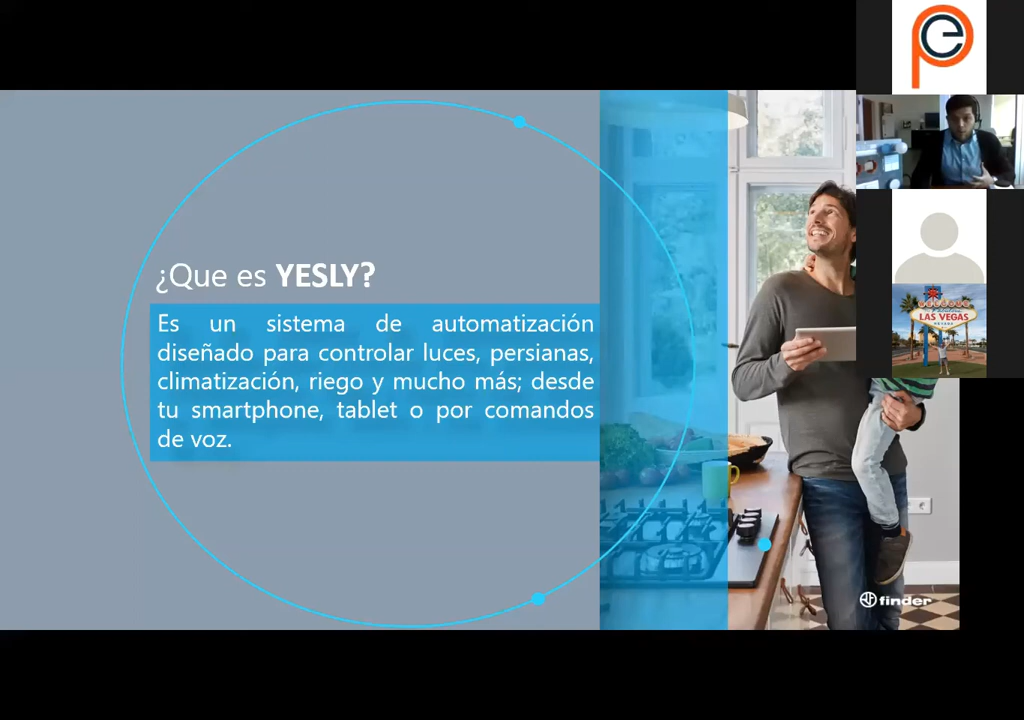 ¿Que es YESLY?
Es un sistema de automatización
diseñado para controlar luces, persianas,
climatización, riego y mucho más; desde
tu smartphone, tablet o por comandos
de voz.
finder
WELCOME
LAS VEGAS